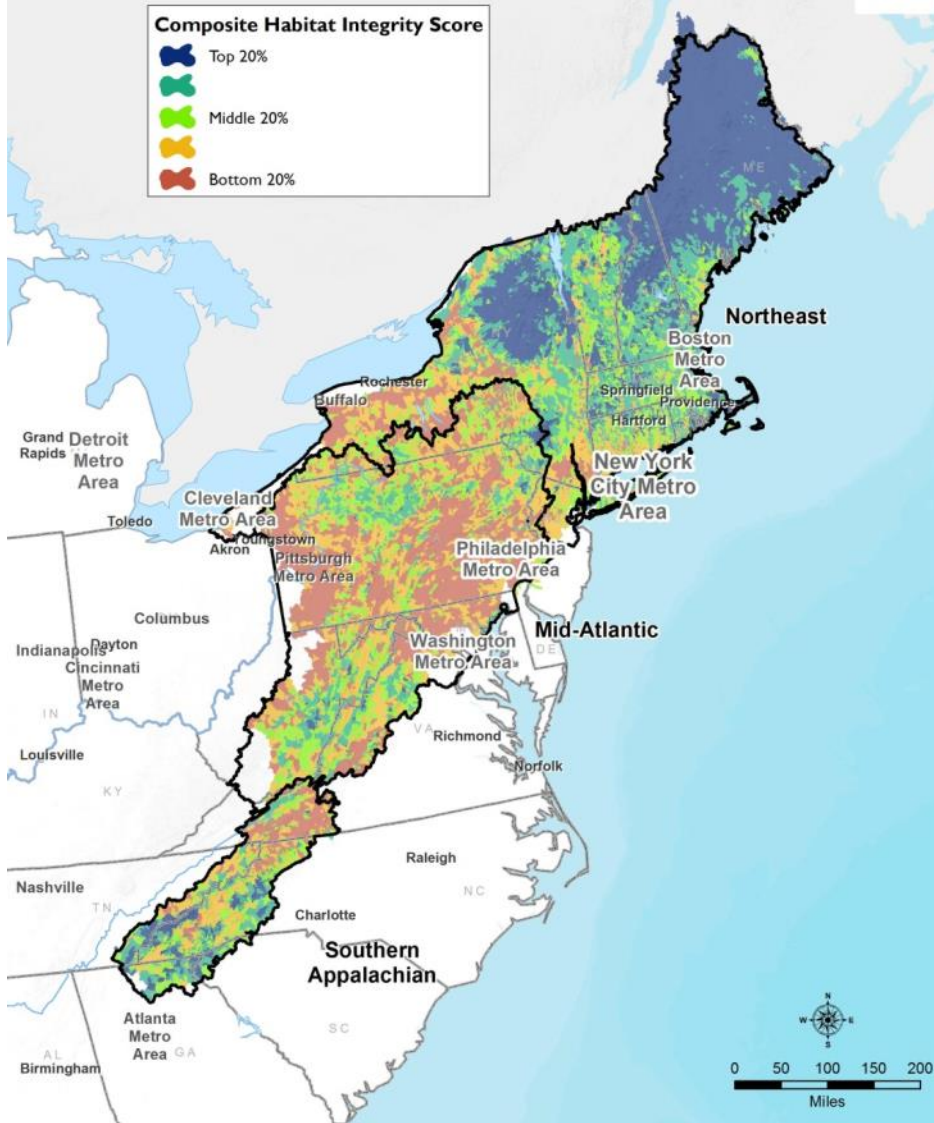 Composite Habitat Integrity Score
Top 20%
Middle 20%
Bottom 20%
ME
Northeast
Boston
Metro
Area
Rochester
Buffalo
Springfield
Providence
Hartford
Grand
Rapids
Detroit
Metro
Area
New York
City Metro
Area
Cleveland
Metro Area
Toledo
Akron
Youngstown
Pittsburgh
Metro Area
Philadelphia
Metro Area
Columbus
Mid-Atlantic
Washington
Metro Area
DE
Indianapolis
Dayton
Cincinnati
Metro
Area
IN
VA
Richmond
Louisville
Norfolk
KY
Raleigh
Nashville
NC
TN
Charlotte
Southern
Appalachian
Atlanta
Metro
Area
SC
AL
GA
Birmingham
N
W
E
S
0 50 100 150 200
Miles